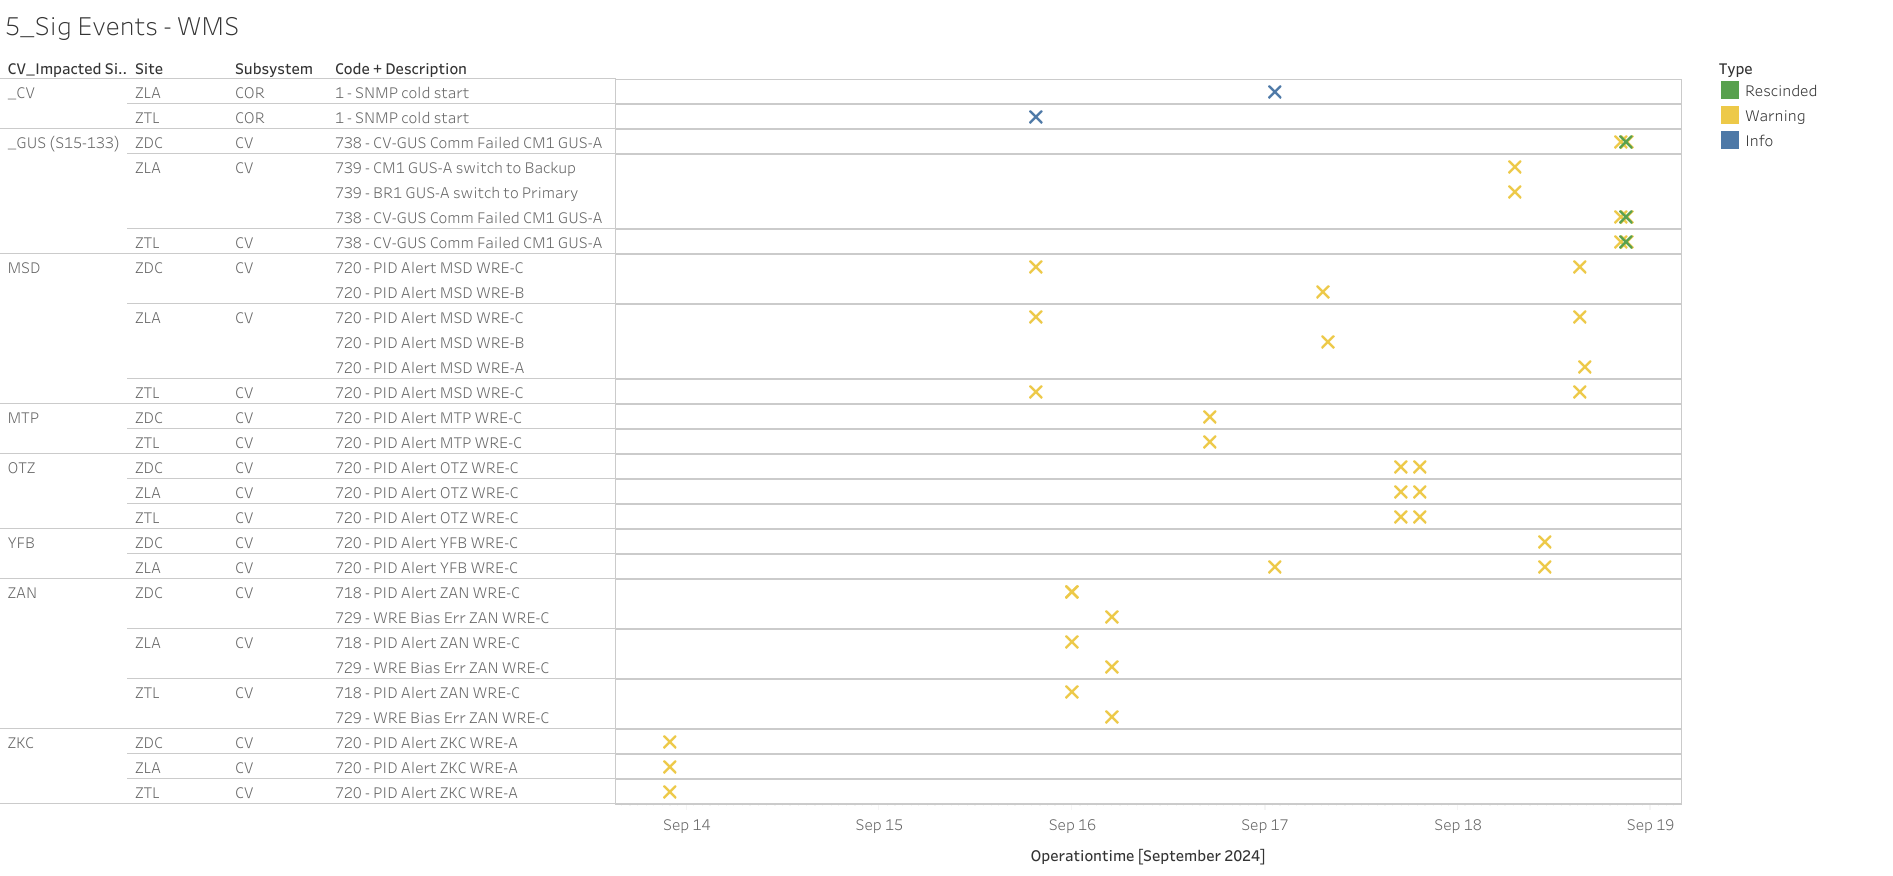 5_Sig Events - WMS
CV_Impacted Si.. Site Subsystem Code + Description
Type
Rescinded
Warning
Info
_CV ZLA COR 1 - SNMP cold start
ZTL COR 1 - SNMP cold start
_GUS (S15-133) ZDC CV 738 - CV-GUS Comm Failed CM1 GUS-A
ZLA CV 739 - CM1 GUS-A switch to Backup
739 - BR1 GUS-A switch to Primary
738 - CV-GUS Comm Failed CM1 GUS-A
ZTL CV 738 - CV-GUS Comm Failed CM1 GUS-A
MSD ZDC CV 720 - PID Alert MSD WRE-C
720 - PID Alert MSD WRE-B
ZLA CV 720 - PID Alert MSD WRE-C
720 - PID Alert MSD WRE-B
720 - PID Alert MSD WRE-A
ZTL CV 720 - PID Alert MSD WRE-C
MTP ZDC CV 720 - PID Alert MTP WRE-C
ZTL CV 720 - PID Alert MTP WRE-C
OTZ ZDC CV 720 - PID Alert OTZ WRE-C
ZLA CV 720 - PID Alert OTZ WRE-C
ZTL CV 720 - PID Alert OTZ WRE-C
YFB ZDC CV 720 - PID Alert YFB WRE-C
ZLA CV 720 - PID Alert YFB WRE-C
ZAN ZDC CV 718 - PID Alert ZAN WRE-C
729 - WRE Bias Err ZAN WRE-C
ZLA CV 718 - PID Alert ZAN WRE-C
729 - WRE Bias Err ZAN WRE-C
ZTL CV 718 - PID Alert ZAN WRE-C
729 - WRE Bias Err ZAN WRE-C
ZKC ZDC CV 720 - PID Alert ZKC WRE-A
ZLA CV 720 - PID Alert ZKC WRE-A
ZTL CV 720 - PID Alert ZKC WRE-A
Sep 14 Sep 15 Sep 16 Sep 17 Sep 18 Sep 19
Operationtime [September 2024]